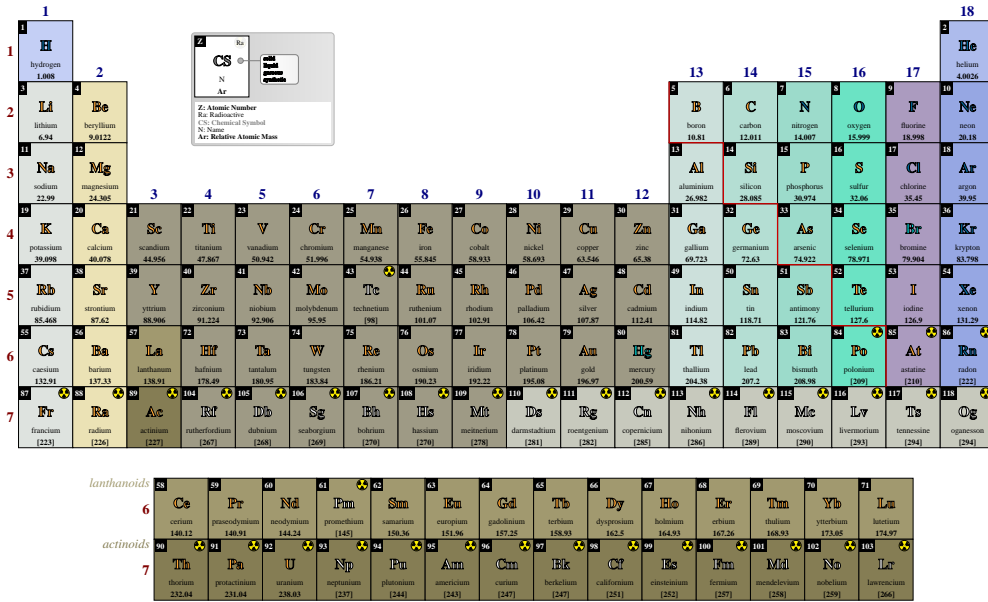 1 18
1 H hydrogen 1.008
2 He helium 4.0026
Z Ra
CS
N
Ar
solid
liquid
gaseous
synthetic
Z: Atomic Number
Ra: Radioactive
CS: Chemical Symbol
N: Name
Ar: Relative Atomic Mass
1
2 13 14 15 16 17
3 4 5 6 7 8 9 10
Li Be B C N O F Ne
2
lithium beryllium boron carbon nitrogen oxygen fluorine neon
6.94 9.0122 10.81 12.011 14.007 15.999 18.998 20.18
11 12 13 14 15 16 17 18
Na Mg Al Si P S Cl Ar
3
sodium magnesium aluminium silicon phosphorus sulfur chlorine argon
22.99 24.305 26.982 28.085 30.974 32.06 35.45 39.95
3 4 5 6 7 8 9 10 11 12
19 20 21 22 23 24 25 26 27 28 29 30 31 32 33 34 35 36
K Ca Sc Ti V Cr Mn Fe Co Ni Cu Zn Ga Ge As Se Br Kr
4
potassium calcium scandium titanium vanadium chromium manganese iron cobalt nickel copper zinc gallium germanium arsenic selenium bromine krypton
39.098 40.078 44.956 47.867 50.942 51.996 54.938 55.845 58.933 58.693 63.546 65.38 69.723 72.63 74.922 78.971 79.904 83.798
37 38 39 40 41 42 43 44 45 46 47 48 49 50 51 52 53 54
Rb Sr Y Zr Nb Mo Tc Ru Rh Pd Ag Cd In Sn Sb Te I Xe
5
rubidium strontium yttrium zirconium niobium molybdenum technetium ruthenium rhodium palladium silver cadmium indium tin antimony tellurium iodine xenon
85.468 87.62 88.906 91.224 92.906 95.95 [98] 101.07 102.91 106.42 107.87 112.41 114.82 118.71 121.76 127.6 126.9 131.29
55 56 57 72 73 74 75 76 77 78 79 80 81 82 83 84 85 86
Cs Ba La Hf Ta W Re Os Ir Pt Au Hg Tl Pb Bi Po At Rn
6
caesium barium lanthanum hafnium tantalum tungsten rhenium osmium iridium platinum gold mercury thallium lead bismuth polonium astatine radon
132.91 137.33 138.91 178.49 180.95 183.84 186.21 190.23 192.22 195.08 196.97 200.59 204.38 207.2 208.98 [209] [210] [222]
87 88 89 104 105 106 107 108 109 110 111 112 113 114 115 116 117 118
Fr Ra Ac Rf Db Sg Bh Hs Mt Ds Rg Cn Nh Fl Mc Lv Ts Og
7
francium radium actinium rutherfordium dubnium seaborgium bohrium hassium meitnerium darmstadtium roentgenium copernicium nihonium flerovium moscovium livermorium tennessine oganesson
[223] [226] [227] [267] [268] [269] [270] [270] [278] [281] [282] [285] [286] [289] [290] [293] [294] [294]
lanthanoids
58 59 60 61 62 63 64 65 66 67 68 69 70 71
Ce Pr Nd Pm Sm Eu Gd Tb Dy Ho Er Tm Yb Lu
6
cerium praseodymium neodymium promethium samarium europium gadolinium terbium dysprosium holmium erbium thulium ytterbium lutetium
140.12 140.91 144.24 [145] 150.36 151.96 157.25 158.93 162.5 164.93 167.26 168.93 173.05 174.97
actinoids
90 91 92 93 94 95 96 97 98 99 100 101 102 103
Th Pa U Np Pu Am Cm Bk Cf Es Fm Md No Lr
7
thorium protactinium uranium neptunium plutonium americium curium berkelium californium einsteinium fermium mendelevium nobelium lawrencium
232.04 231.04 238.03 [237] [244] [243] [247] [247] [251] [252] [257] [258] [259] [266]